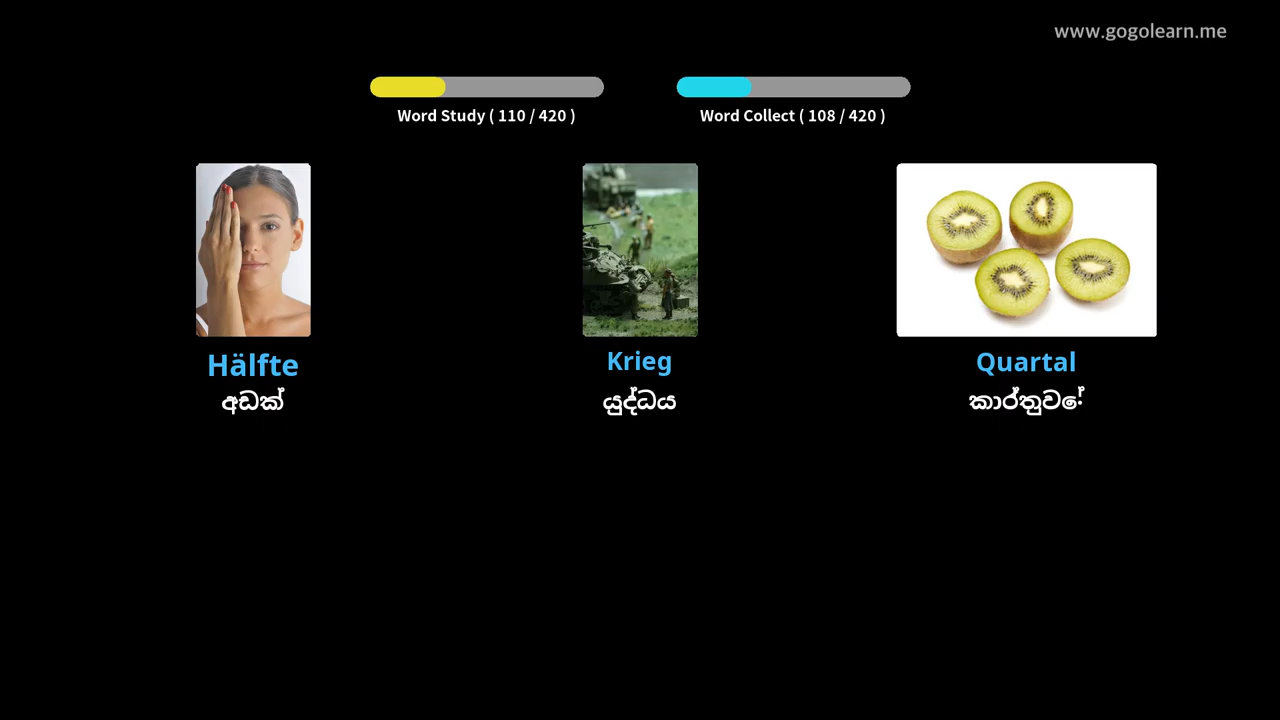 www.gogolearn.me
Word Study ( 110 / 420 )
Word Collect ( 108 / 420 )
Hälfte
අඩක්
Krieg
යුද්ධය
Quartal
කාර්තුවේ